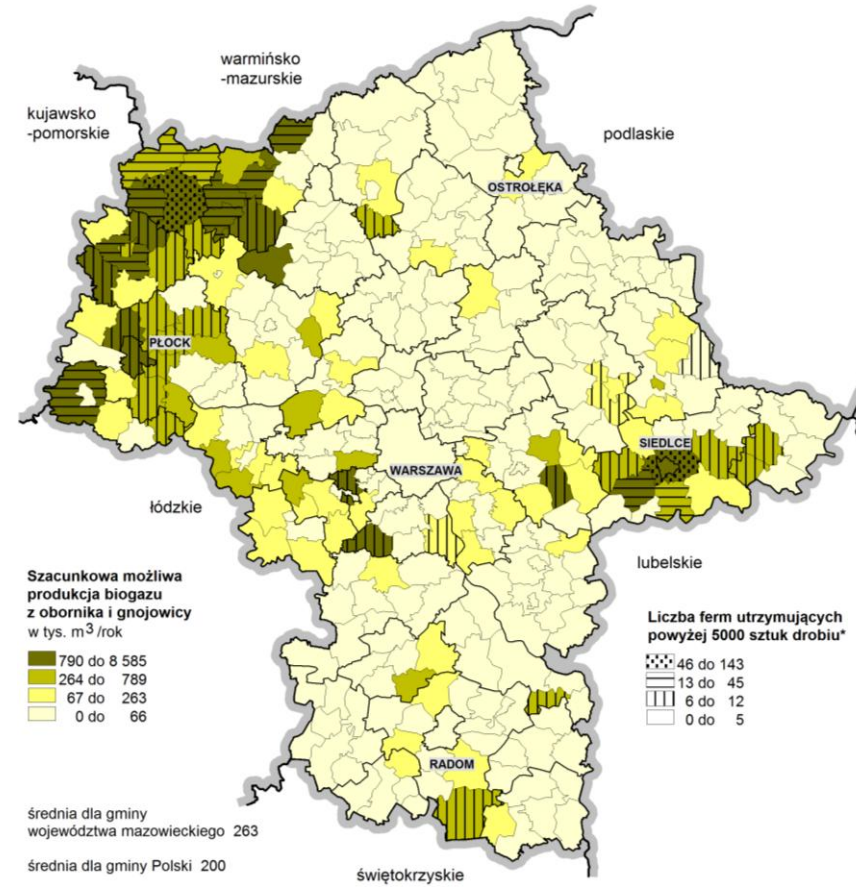 warmińsko
-mazurskie
kujawsko
-pomorskie
podlaskie
OSTROŁĘKA
PŁOCK
SIEDLCE
WARSZAWA
łódzkie
lubelskie
Szacunkowa możliwa
produkcja biogazu
z obornika i gnojowicy
w tys. m3 /rok
790 do 8 585
264 do 789
67 do 263
0 do 66
Liczba ferm utrzymujących
powyżej 5000 sztuk drobiu*
46 do 143
13 do 45
6 do 12
0 do 5
RADOM
średnia dla gminy
województwa mazowieckiego 263
średnia dla gminy Polski 200
świętokrzyskie